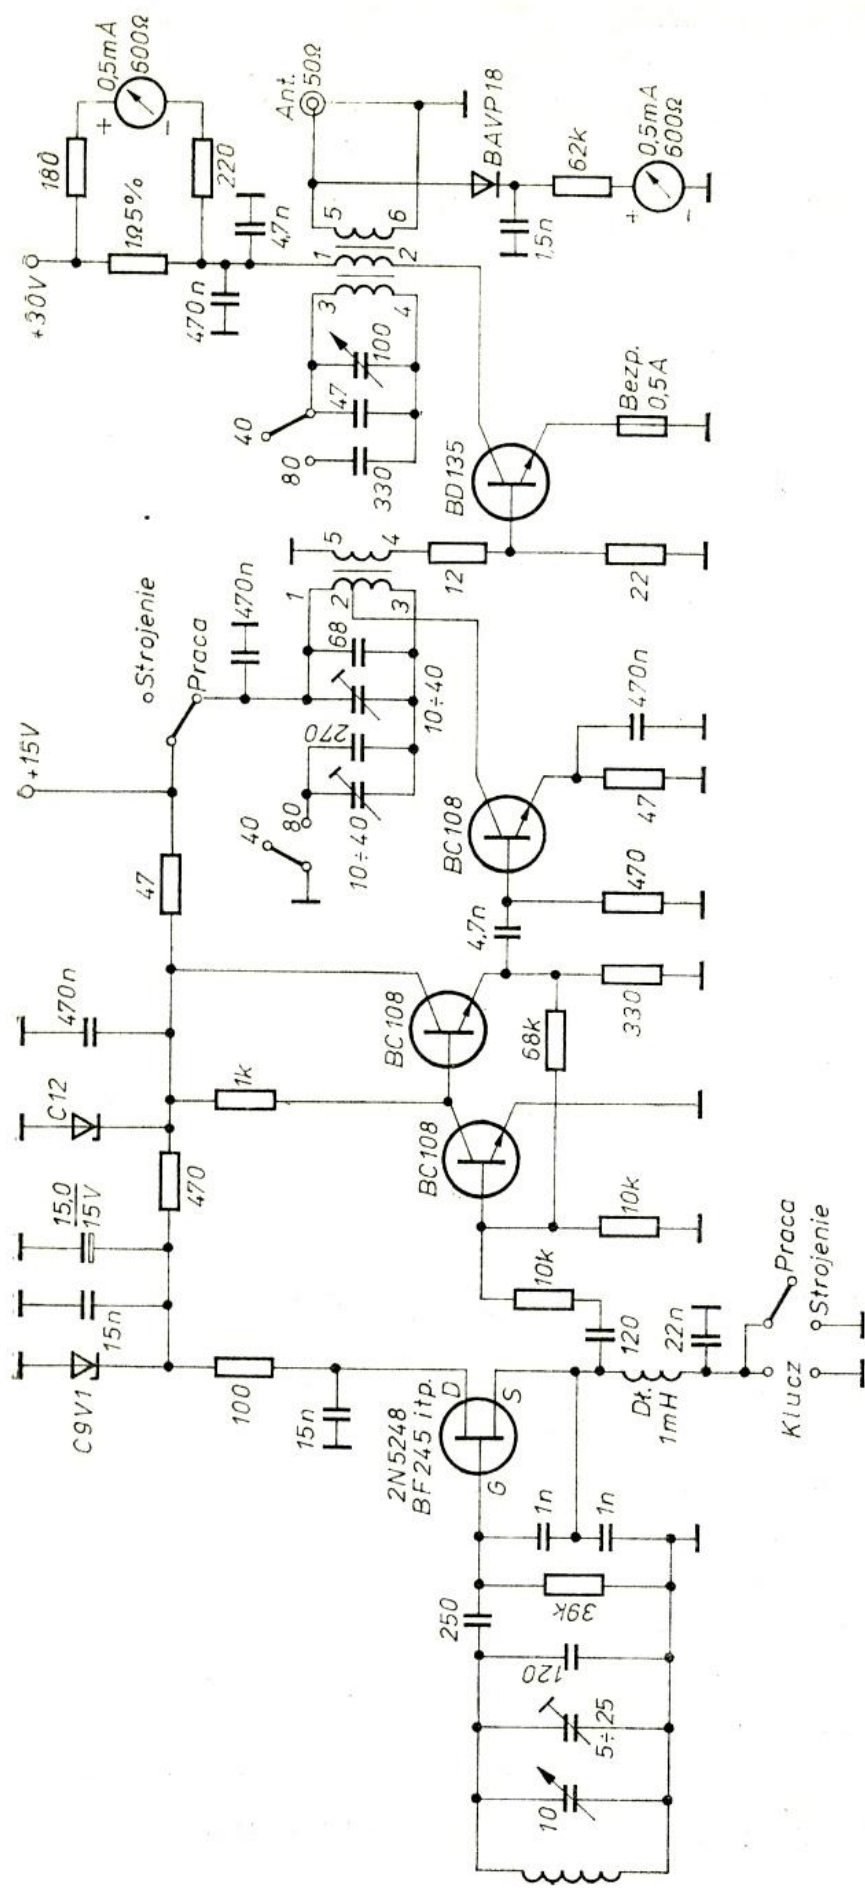 +30V
180
0,5mA
600Ω
+
-
1Ω5%
220
470n
4,7n
Ant.
50Ω
1
2
3
4
5
6
40
80
47
100
330
BAVP18
1,5n
62k
0,5mA
600Ω
+
-
BD135
Bezp.
0,5A
12
22
+15V
Strojenie
Praca
470n
1
2
3
4
5
68
10÷40
270
10÷40
40
80
47
BC108
470n
47
470
4,7n
470n
C12
1k
BC108
68k
330
470
BC108
10k
10k
15,0
15V
15n
C9V1
100
15n
2N5248
BF245 itp.
D
S
G
120
22n
Dł.
1mH
Praca
Strojenie
Klucz
1n
1n
39k
250
120
5÷25
10